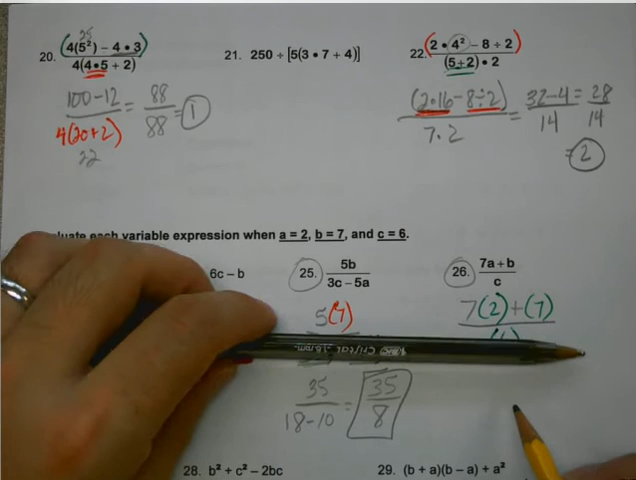 25
20. (4(5²) – 4 • 3)
4(4•5 + 2)
100 - 12 = 88 = 1
4(20+2) 88
22
21. 250 ÷ [5(3 • 7 + 4)]
22. (2 • 4² – 8 ÷ 2)
(5+2) • 2
(2•16 - 8÷2) = 32-4 = 28
7.2 14 14
= 2
each variable expression when a = 2, b = 7, and c = 6.
6c – b
25. 5b
3c – 5a
5(7)
35 = 35
18-10 8
26. 7a + b
c
7(2)+(7)
Cristal
28. b² + c² – 2bc
29. (b + a)(b – a) + a²